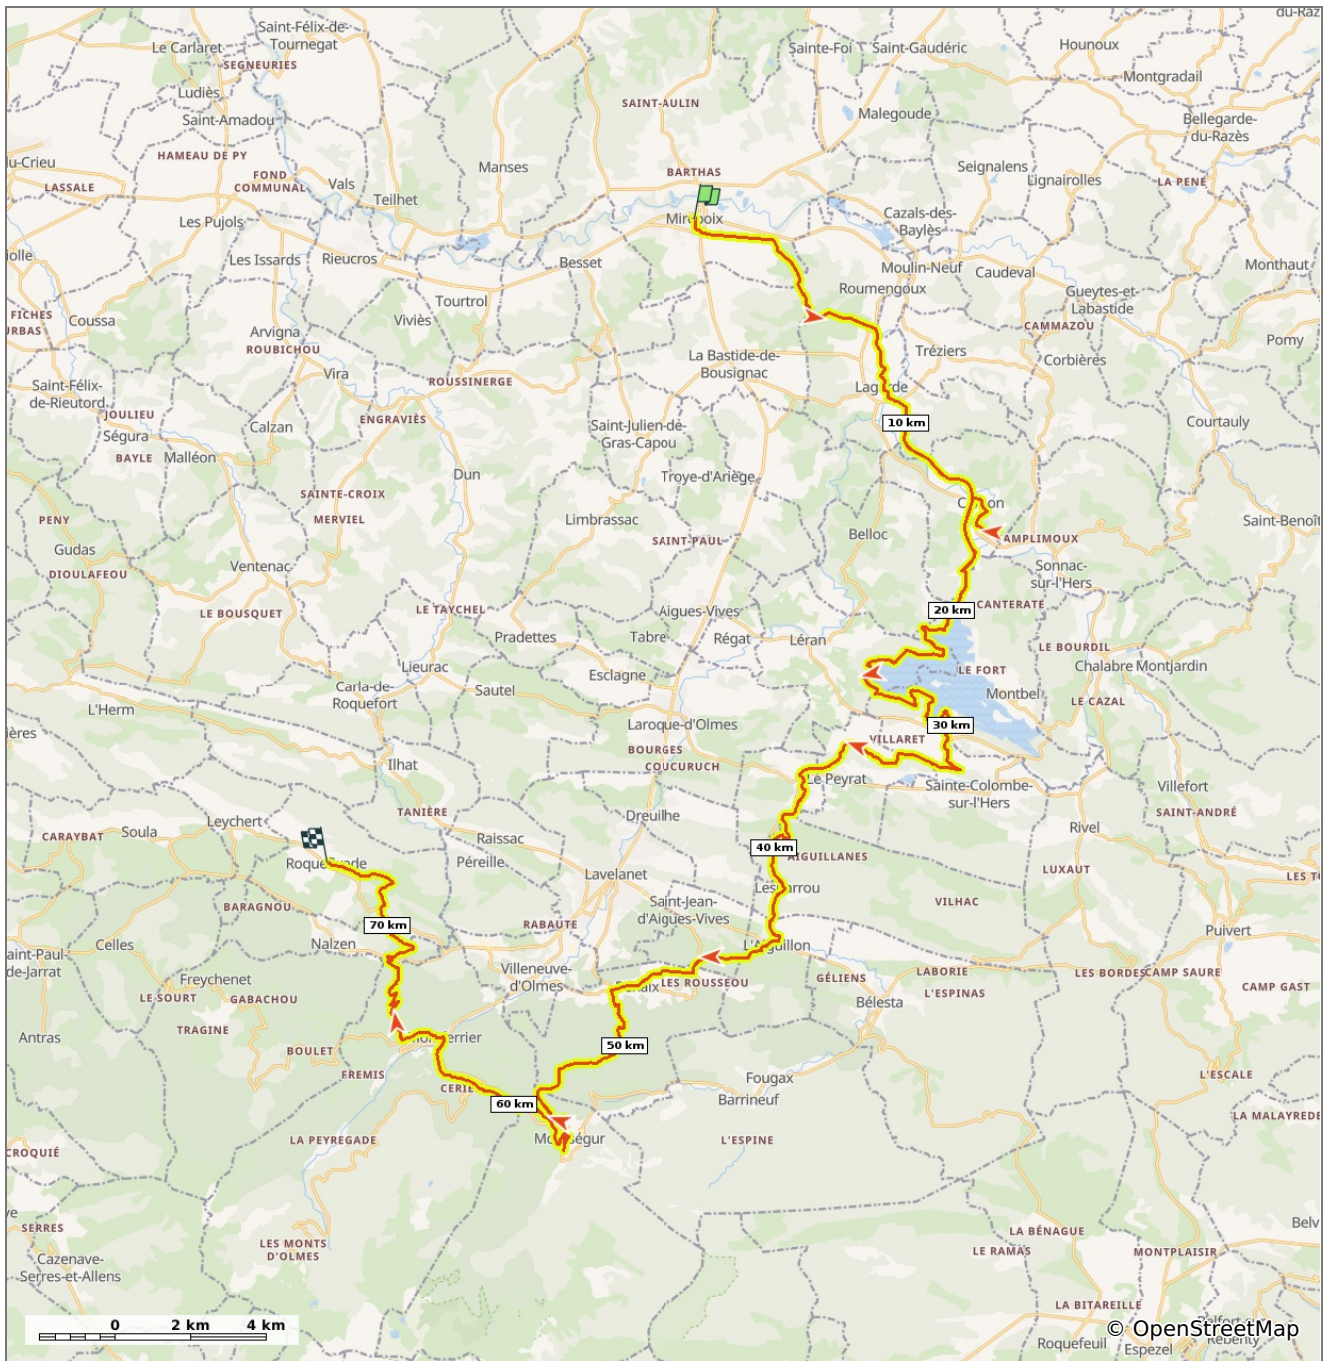 du-Raz
Saint-Félix-de-
Tournegat
Le Carlaret
SEGNEURIES
Sainte-Foi
Saint-Gaudéric
Hounoux
Montgradail
Ludiès
Saint-Amadou
SAINT-AULIN
Malegoude
Bellegarde-
du-Razès
HAMEAU DE PY
u-Crieu
LASSALE
FOND
COMMUNAL
Vals
Teilhet
Manses
BARTHAS
Seignalens
Lignairolles
LA PENE
Les Pujols
Mirepoix
Cazals-des-
Baylès
Les Issards
Rieucros
Besset
Moulin-Neuf
Caudeval
Monthaut
Roumengoux
Tourtrol
Gueytes-et-
Labastide
FICHES
URBAS
Coussa
Viviès
Arvigna
ROUBICHOU
CAMMAZOU
Pomy
Tréziers
Corbières
La Bastide-de-
Bousignac
Vira
ROUSSINERGE
Lagarde
Saint-Félix-
de-Rieutord
JOULIEU
ENGRAVIÈS
10 km
Courtauly
Ségura
Calzan
Saint-Julien-de-
Gras-Capou
BAYLE
Malléon
Dun
Troye-d'Ariège
SAINTE-CROIX
MERVIEL
PENY
Limbrassac
Saint-Benoît
Belloc
SAINT-PAUL
AMPLIMOUX
Gudas
DIOULAFEOU
Ventenac
Sonnac-
sur-l'Hers
LE BOUSQUET
LE TAYCHEL
Aigues-Vives
20 km
CANTERATE
Pradettes
Tabre
Régat
Léran
LE BOURDIL
Lieurac
Esclagne
LE FORT
Chalabre
Montjardin
Carla-de-
Roquefort
Sautel
Montbel
LE CAZAL
L'Herm
Laroque-d'Olmes
30 km
VILLARET
BOURGES
COUCURUCH
Ilhat
Le Peyrat
Sainte-Colombe-
sur-l'Hers
Villefort
SAINT-ANDRÉ
TANIÈRE
Dreuilhe
Rivel
CARAYBAT
Soula
Leychert
Raissac
Péreille
40 km
AIGUILLANES
LUXAUT
Lavelanet
BARAGNOU
Saint-Jean-
d'Aigues-Vives
VILHAC
70 km
RABAUTE
Puivert
Celles
Nalzen
L'Aiguillon
Villeneuve-
d'Olmes
Freychenet
LES ROUSSEOU
GÉLIENS
LABORIE
LES BORDES
CAMP SAURE
LE SOURT
GABACHOU
L'ESPINAS
CAMP GAST
Bélesta
TRAGINE
Antras
BOULET
50 km
FREMIS
Fougax
L'ESCALE
Barrineuf
60 km
LA MALAYREDE
LA PEYREGADE
Montségur
L'ESPINE
CROQUIÉ
SERRES
LES MONTS
D'OLMES
LA BÉNAGUE
LE RAMAS
MONTPLAISIR
Belv
Cazenave-
Serres-et-Allens
LA BITAREILLE
0 2 km 4 km
© OpenStreetMap
Roquefeuil
Espezel